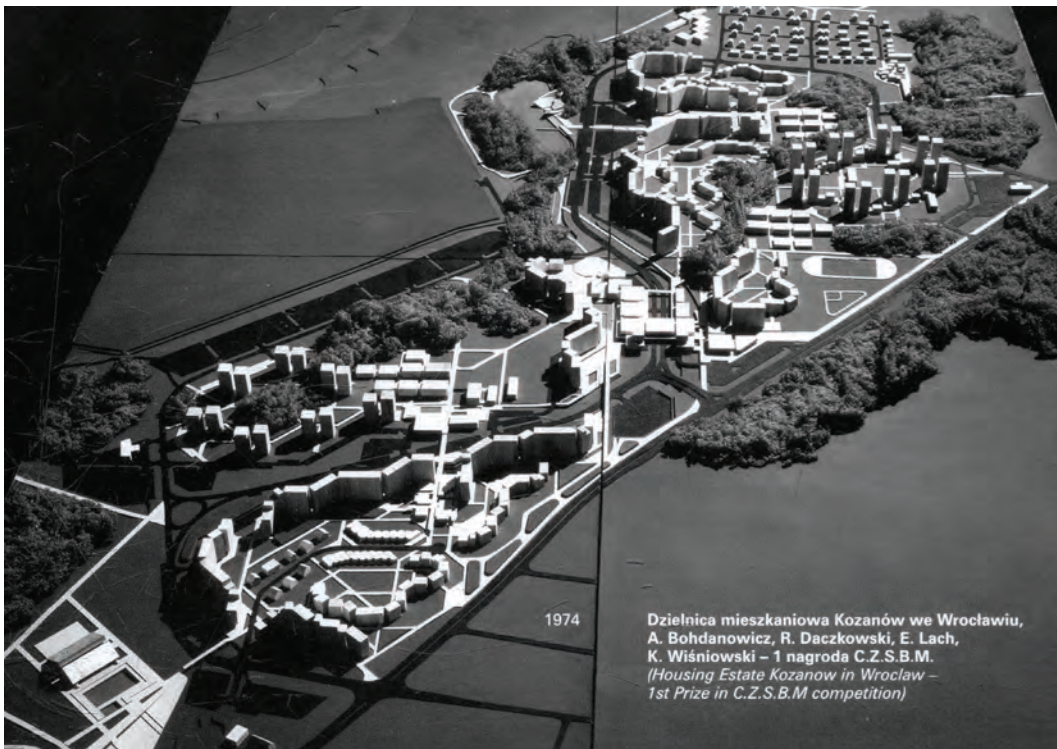 1974
Dzielnica mieszkaniowa Kozanów we Wrocławiu,
A. Bohdanowicz, R. Daczkowski, E. Lach,
K. Wiśniowski – 1 nagroda C.Z.S.B.M.
(Housing Estate Kozanow in Wroclaw –
1st Prize in C.Z.S.B.M competition)